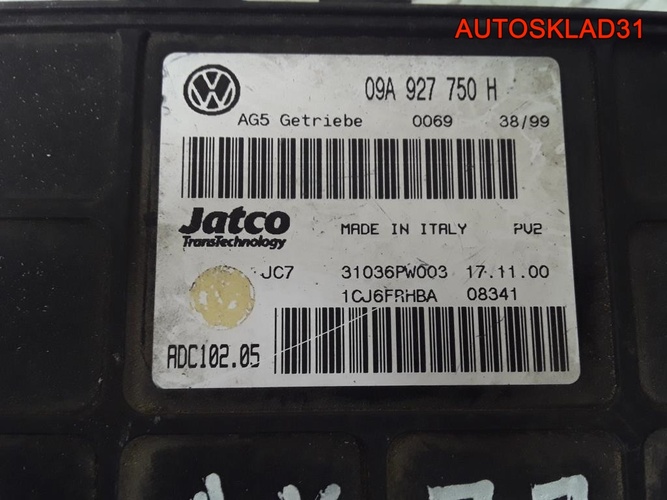 AUTOSKLAD31
09A 927 750 H
AG5 Getriebe 0069 38/99
Jatco
TransTechnology
MADE IN ITALY PV2
JC7 31036PW003 17.11.00
1CJ6FRHBA 08341
ADC102.05